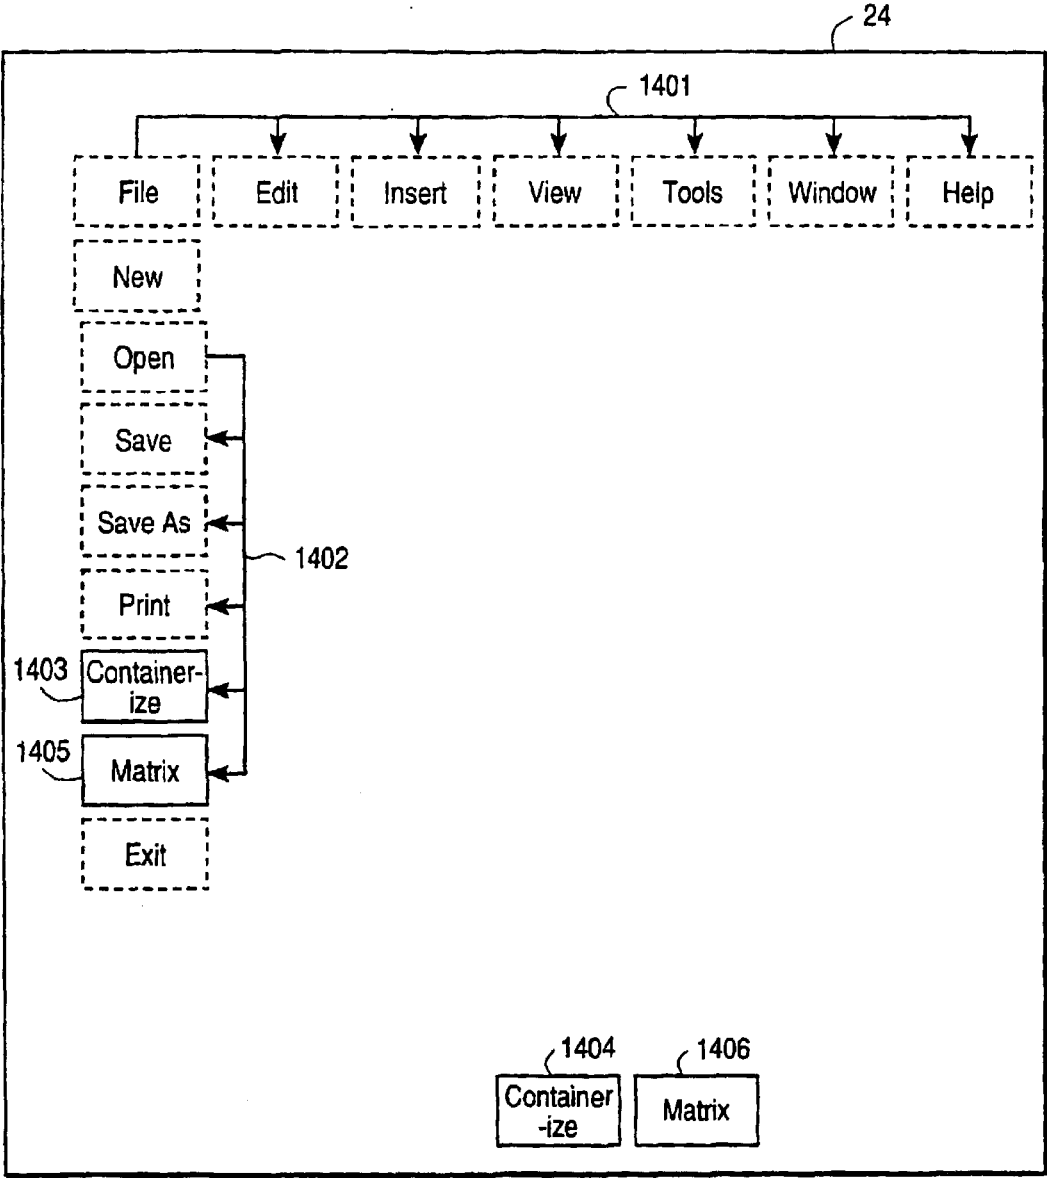 24
1401
File Edit Insert View Tools Window Help
New
Open
Save
Save As
1402
Print
1403
Container-
ize
1405
Matrix
Exit
1404 1406
Container
-ize
Matrix